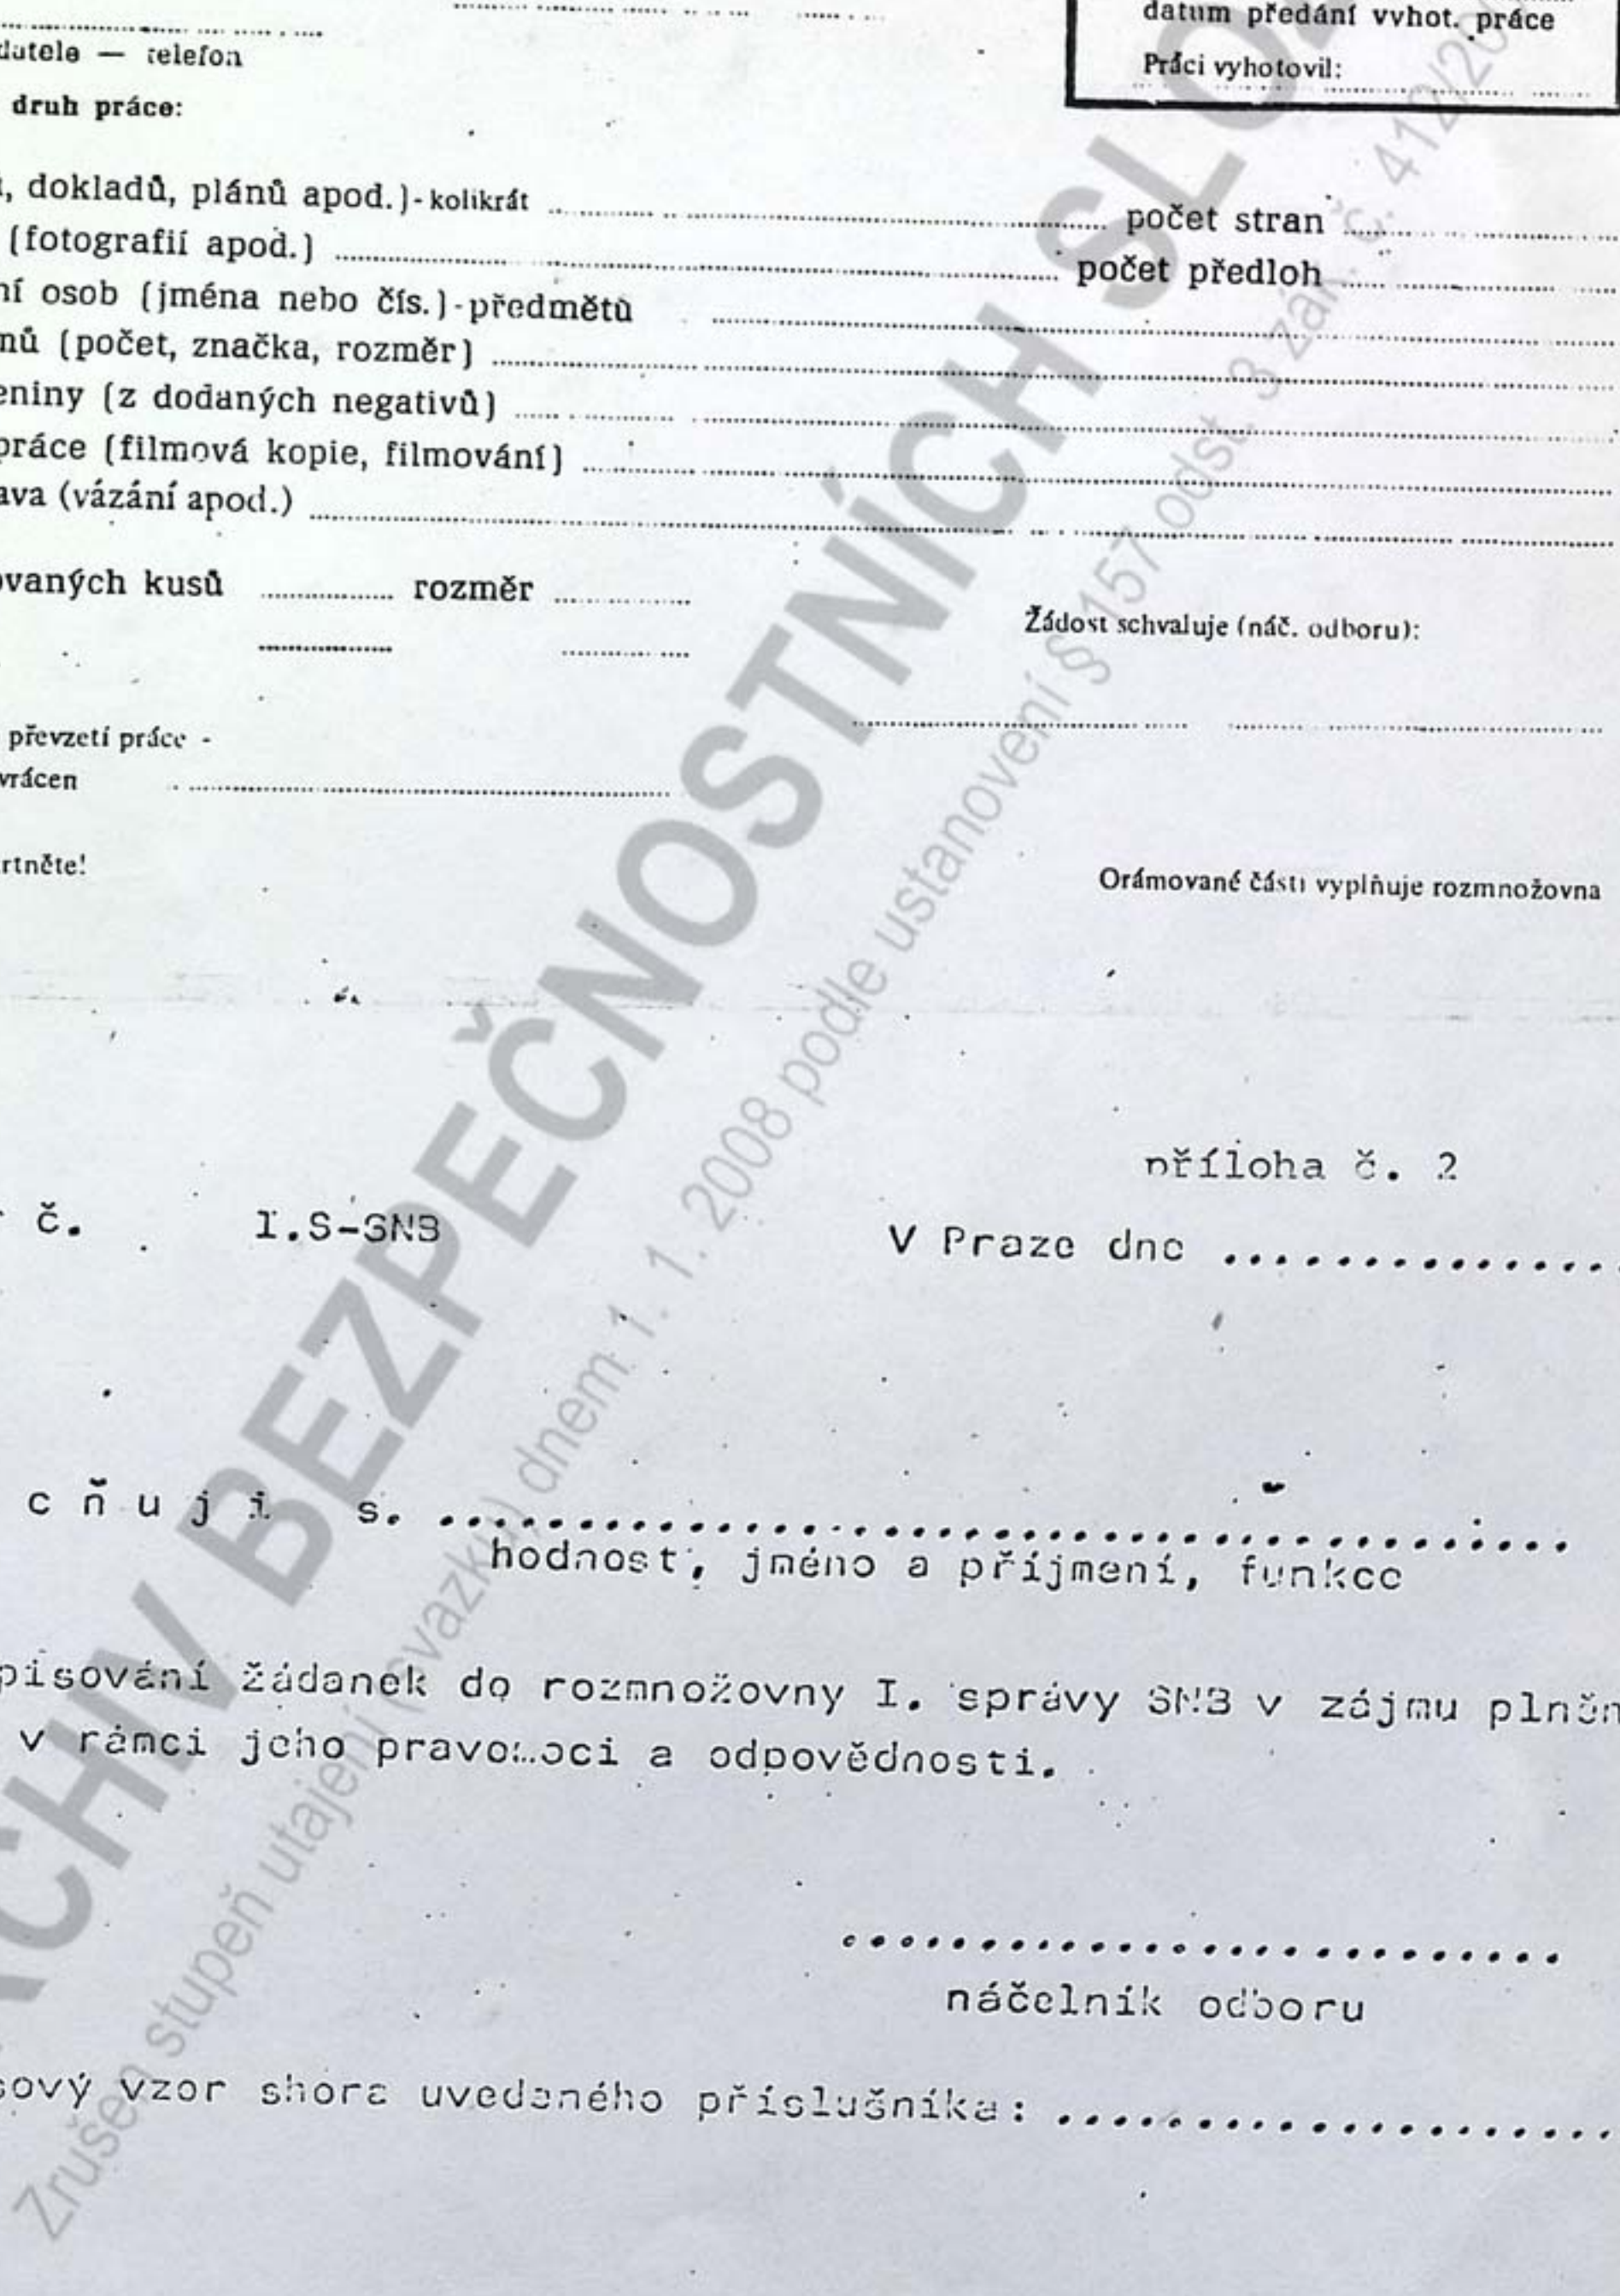 datum předání vyhot. práce
datele — telefon
Práci vyhotovil:
druh práce:
, dokladů, plánů apod.)-kolikrát počet stran
(fotografií apod.) počet předloh
ní osob (jména nebo čís.)-předmětů
nů (počet, značka, rozměr)
eniny (z dodaných negativů)
práce (filmová kopie, filmování)
ava (vázání apod.)
ovaných kusů rozměr
Žádost schvaluje (náč. odboru):
převzetí práce -
vrácen
rtněte!
Orámované části vyplňuje rozmnožovna
příloha č. 2
č. I.S-SNB
V Praze dne ................
cňuji s. ..........................................
hodnost, jméno a příjmení, funkce
pisování žádanek do rozmnožovny I. správy SNB v zájmu plněn
v rámci jeho pravomoci a odpovědnosti.
...........................
náčelník odboru
sový vzor shora uvedeného příslušníka: .....................
RCHIV BEZPEČNOSTNÍCH SLO
Zrušen stupeň utajení (svazku) dnem 1. 1. 2008 podle ustanovení § 157 odst. 3 zák. č. 412/20